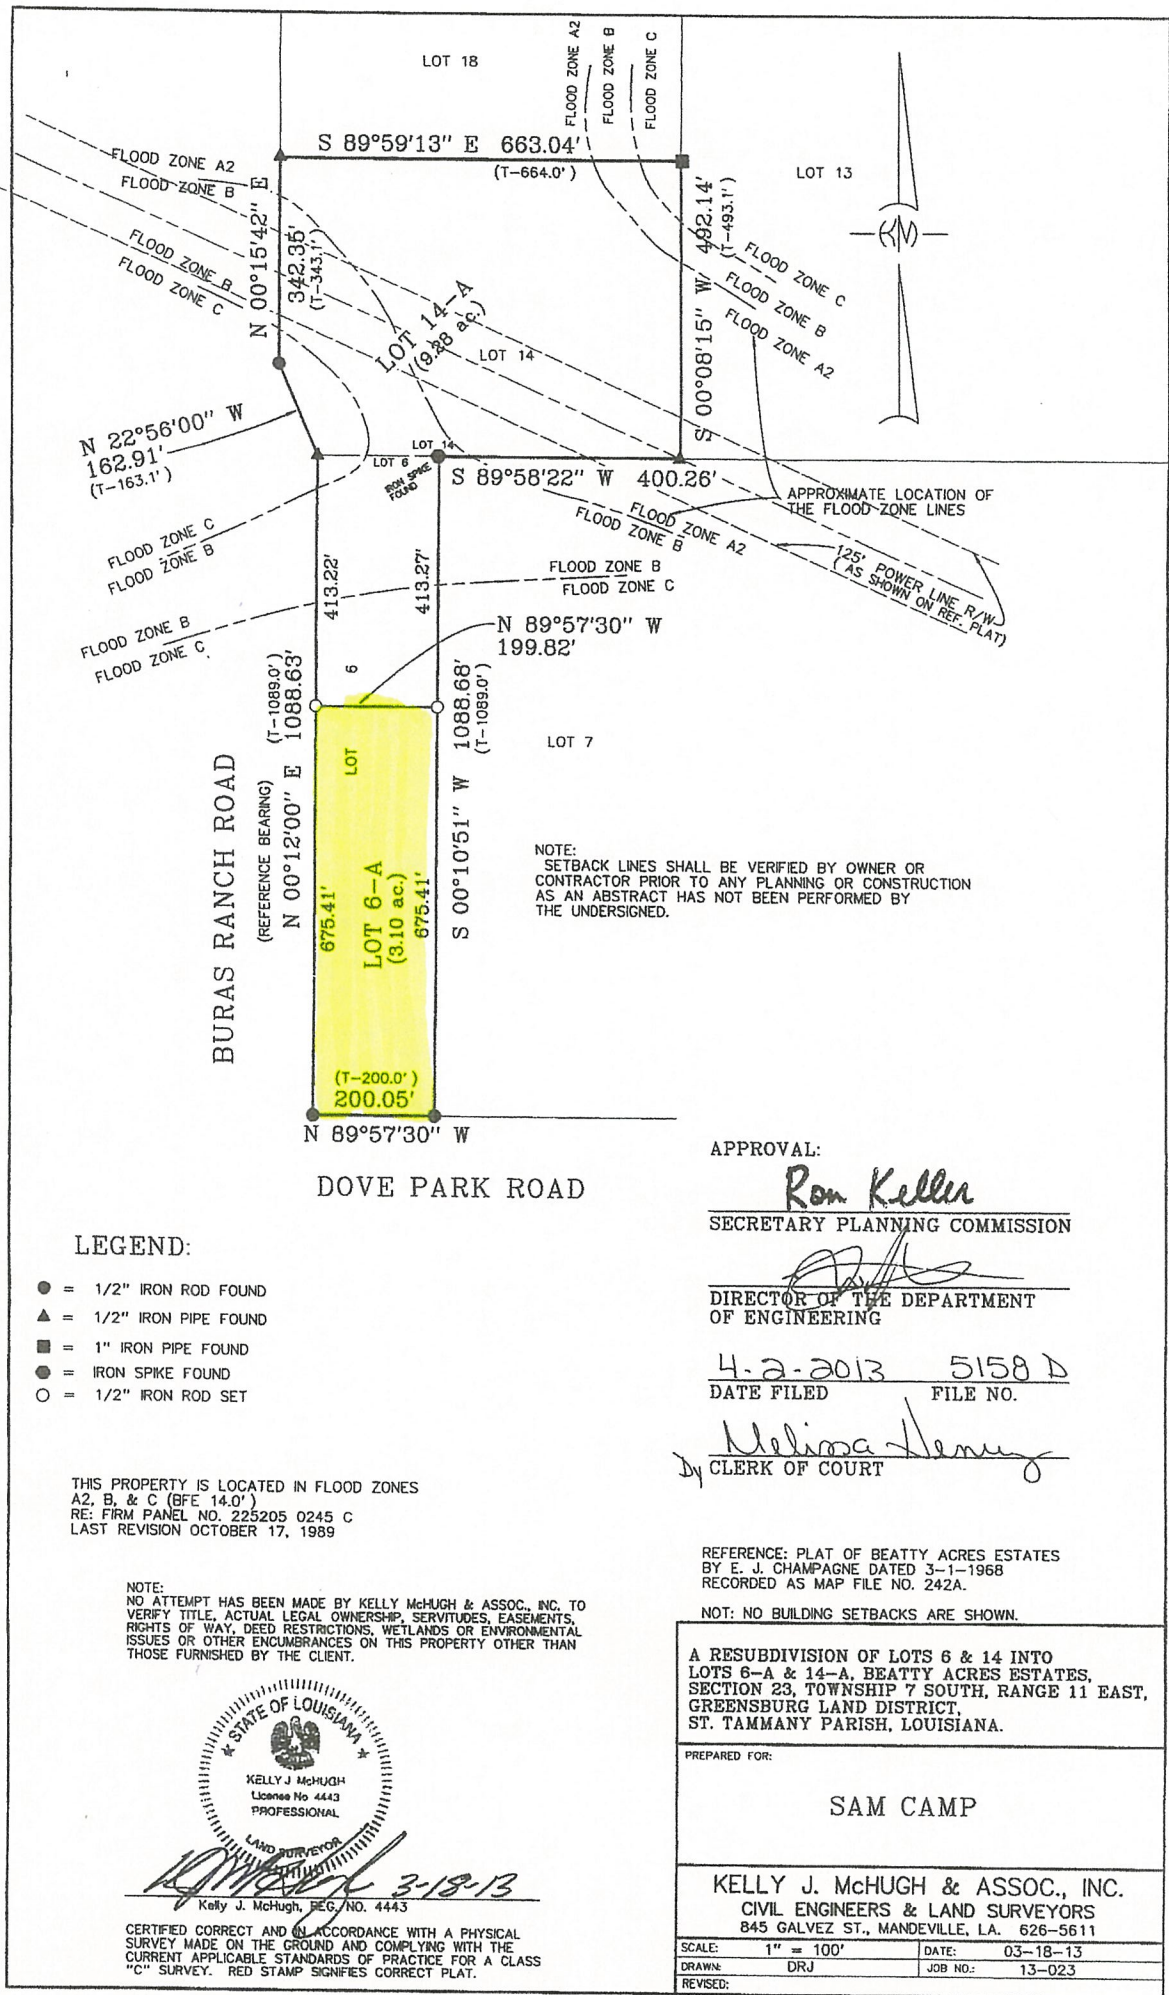 LOT 18
FLOOD ZONE A2
FLOOD ZONE B
FLOOD ZONE C
S 89°59'13" E 663.04'
(T-664.0')
LOT 13
FLOOD ZONE A2
FLOOD ZONE B
N 00°15'42" E
342.35'
(T-343.1')
S 00°08'15" W 492.14'
(T-493.1')
KM
FLOOD ZONE B
FLOOD ZONE C
FLOOD ZONE C
FLOOD ZONE B
FLOOD ZONE A2
LOT 14-A
(9.28 ac.)
LOT 14
N 22°56'00" W
162.91'
(T-163.1')
LOT 14
LOT 6
IRON SPIKE
FOUND
S 89°58'22" W 400.26'
APPROXIMATE LOCATION OF
THE FLOOD ZONE LINES
FLOOD ZONE A2
FLOOD ZONE B
FLOOD ZONE C
FLOOD ZONE B
125' POWER LINE R/W
( AS SHOWN ON REF. PLAT)
413.22'
413.27'
FLOOD ZONE B
FLOOD ZONE C
FLOOD ZONE B
FLOOD ZONE C
N 89°57'30" W
199.82'
6
LOT
LOT 7
BURAS RANCH ROAD
(REFERENCE BEARING)
N 00°12'00" E 1088.63'
(T-1089.0')
675.41'
LOT 6-A
(3.10 ac.)
675.41'
S 00°10'51" W 1088.68'
(T-1089.0')
NOTE:
SETBACK LINES SHALL BE VERIFIED BY OWNER OR
CONTRACTOR PRIOR TO ANY PLANNING OR CONSTRUCTION
AS AN ABSTRACT HAS NOT BEEN PERFORMED BY
THE UNDERSIGNED.
(T-200.0')
200.05'
N 89°57'30" W
DOVE PARK ROAD
APPROVAL:
Ron Keller
SECRETARY PLANNING COMMISSION
DIRECTOR OF THE DEPARTMENT
OF ENGINEERING
4-2-2013 5158 D
DATE FILED FILE NO.
Melissa Henry
By CLERK OF COURT
LEGEND:
● = 1/2" IRON ROD FOUND
▲ = 1/2" IRON PIPE FOUND
■ = 1" IRON PIPE FOUND
● = IRON SPIKE FOUND
○ = 1/2" IRON ROD SET
THIS PROPERTY IS LOCATED IN FLOOD ZONES
A2, B, & C (BFE 14.0')
RE: FIRM PANEL NO. 225205 0245 C
LAST REVISION OCTOBER 17, 1989
REFERENCE: PLAT OF BEATTY ACRES ESTATES
BY E. J. CHAMPAGNE DATED 3-1-1968
RECORDED AS MAP FILE NO. 242A.
NOT: NO BUILDING SETBACKS ARE SHOWN.
NOTE:
NO ATTEMPT HAS BEEN MADE BY KELLY McHUGH & ASSOC., INC. TO
VERIFY TITLE, ACTUAL LEGAL OWNERSHIP, SERVITUDES, EASEMENTS,
RIGHTS OF WAY, DEED RESTRICTIONS, WETLANDS OR ENVIRONMENTAL
ISSUES OR OTHER ENCUMBRANCES ON THIS PROPERTY OTHER THAN
THOSE FURNISHED BY THE CLIENT.
STATE OF LOUISIANA
KELLY J McHUGH
License No 4443
PROFESSIONAL
LAND SURVEYOR
3-18-13
Kelly J. McHugh, REG. NO. 4443
CERTIFIED CORRECT AND IN ACCORDANCE WITH A PHYSICAL
SURVEY MADE ON THE GROUND AND COMPLYING WITH THE
CURRENT APPLICABLE STANDARDS OF PRACTICE FOR A CLASS
"C" SURVEY. RED STAMP SIGNIFIES CORRECT PLAT.
A RESUBDIVISION OF LOTS 6 & 14 INTO
LOTS 6-A & 14-A, BEATTY ACRES ESTATES,
SECTION 23, TOWNSHIP 7 SOUTH, RANGE 11 EAST,
GREENSBURG LAND DISTRICT,
ST. TAMMANY PARISH, LOUISIANA.
PREPARED FOR:
SAM CAMP
KELLY J. McHUGH & ASSOC., INC.
CIVIL ENGINEERS & LAND SURVEYORS
845 GALVEZ ST., MANDEVILLE, LA. 626-5611
SCALE: 1" = 100' DATE: 03-18-13
DRAWN: DRJ JOB NO.: 13-023
REVISED: